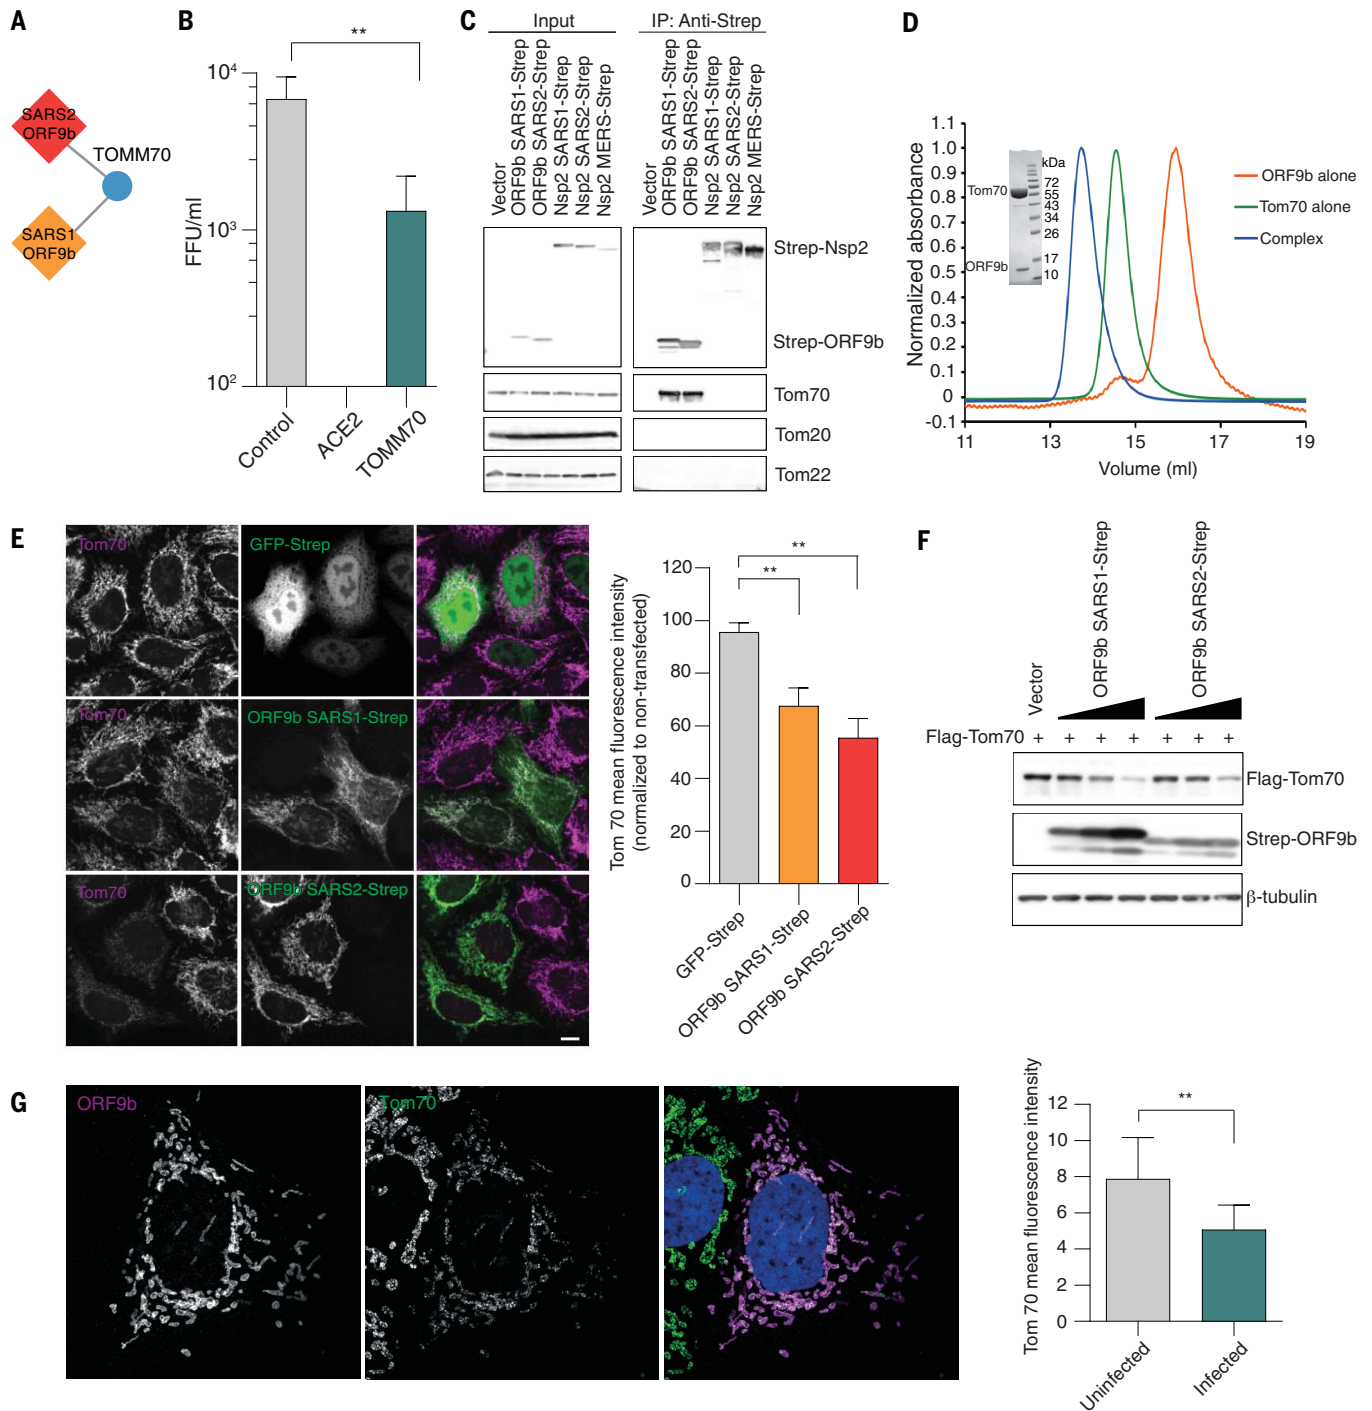 A
SARS2
ORF9b
TOMM70
SARS1
ORF9b
B
**
FFU/ml
10⁴
10³
10²
Control
ACE2
TOMM70
C
Input
IP: Anti-Strep
Vector
ORF9b SARS1-Strep
ORF9b SARS2-Strep
Nsp2 SARS1-Strep
Nsp2 SARS2-Strep
Nsp2 MERS-Strep
Vector
ORF9b SARS1-Strep
ORF9b SARS2-Strep
Nsp2 SARS1-Strep
Nsp2 SARS2-Strep
Nsp2 MERS-Strep
Strep-Nsp2
Strep-ORF9b
Tom70
Tom20
Tom22
D
Normalized absorbance
1.1
1.0
0.9
0.8
0.7
0.6
0.5
0.4
0.3
0.2
0.1
0
-0.1
11
13
15
17
19
Volume (ml)
kDa
72
55
43
34
26
17
10
Tom70
ORF9b
ORF9b alone
Tom70 alone
Complex
E
Tom70
GFP-Strep
Tom70
ORF9b SARS1-Strep
Tom70
ORF9b SARS2-Strep
Tom 70 mean fluorescence intensity
(normalized to non-transfected)
120
100
80
60
40
20
0
**
**
GFP-Strep
ORF9b SARS1-Strep
ORF9b SARS2-Strep
F
Vector
ORF9b SARS1-Strep
ORF9b SARS2-Strep
Flag-Tom70 + + + + + + +
Flag-Tom70
Strep-ORF9b
β-tubulin
G
ORF9b
Tom70
Tom 70 mean fluorescence intensity
12
10
8
6
4
2
0
**
Uninfected
Infected